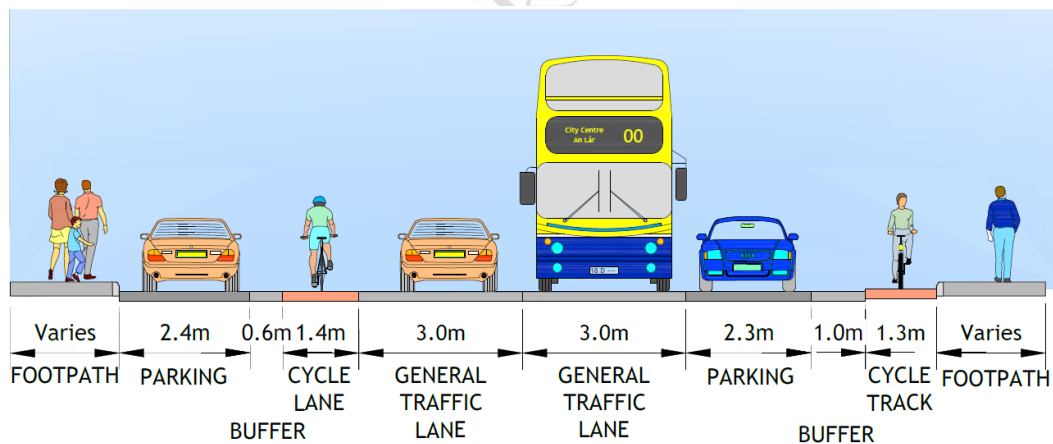 City Centre
An Lár
00
18 D
Varies 2.4m 0.6m 1.4m 3.0m 3.0m 2.3m 1.0m 1.3m Varies
FOOTPATH PARKING CYCLE GENERAL GENERAL PARKING CYCLE FOOTPATH
LANE TRAFFIC TRAFFIC TRACK
BUFFER LANE LANE BUFFER